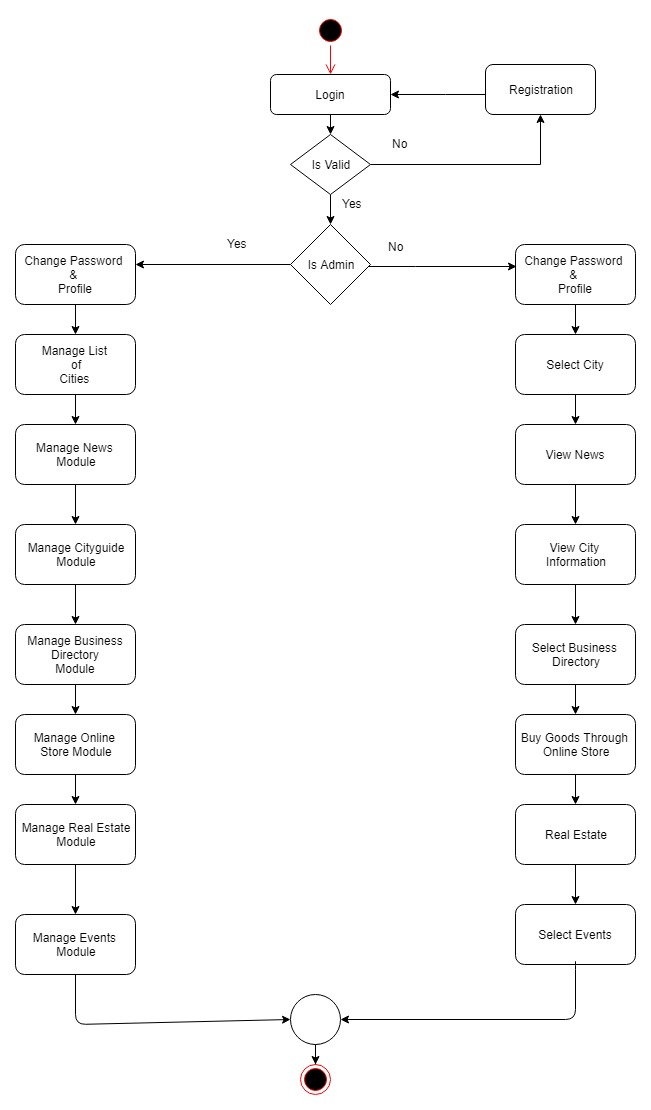 Login
Registration
Is Valid
No
Yes
Is Admin
Yes
No
Change Password
&
Profile
Manage List
of
Cities
Manage News
Module
Manage Cityguide
Module
Manage Business
Directory
Module
Manage Online
Store Module
Manage Real Estate
Module
Manage Events
Module
Change Password
&
Profile
Select City
View News
View City
Information
Select Business
Directory
Buy Goods Through
Online Store
Real Estate
Select Events